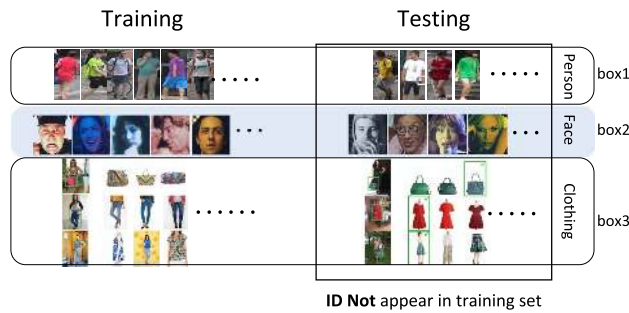 Training
Testing
Person
box1
Face
box2
Clothing
box3
ID Not appear in training set